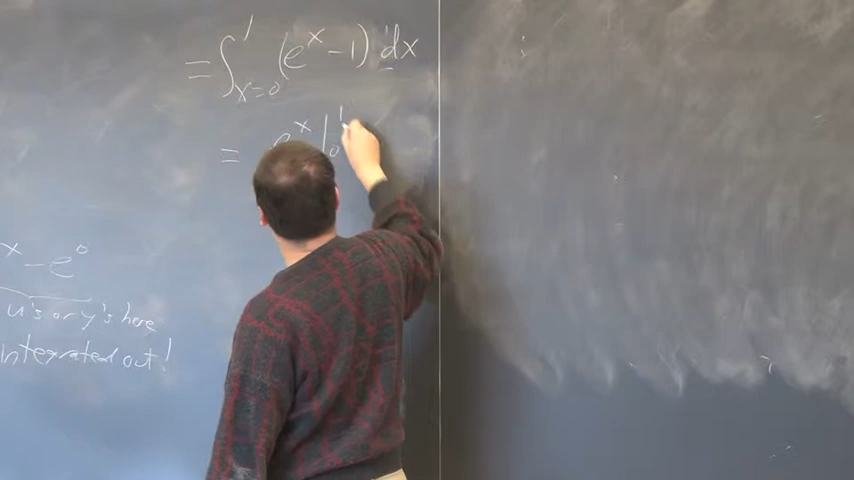 = ∫_{x=0}^{1} (e^x - 1) dx
= e^x |_0^1
x - e^0
u's or y's here
integrated out!